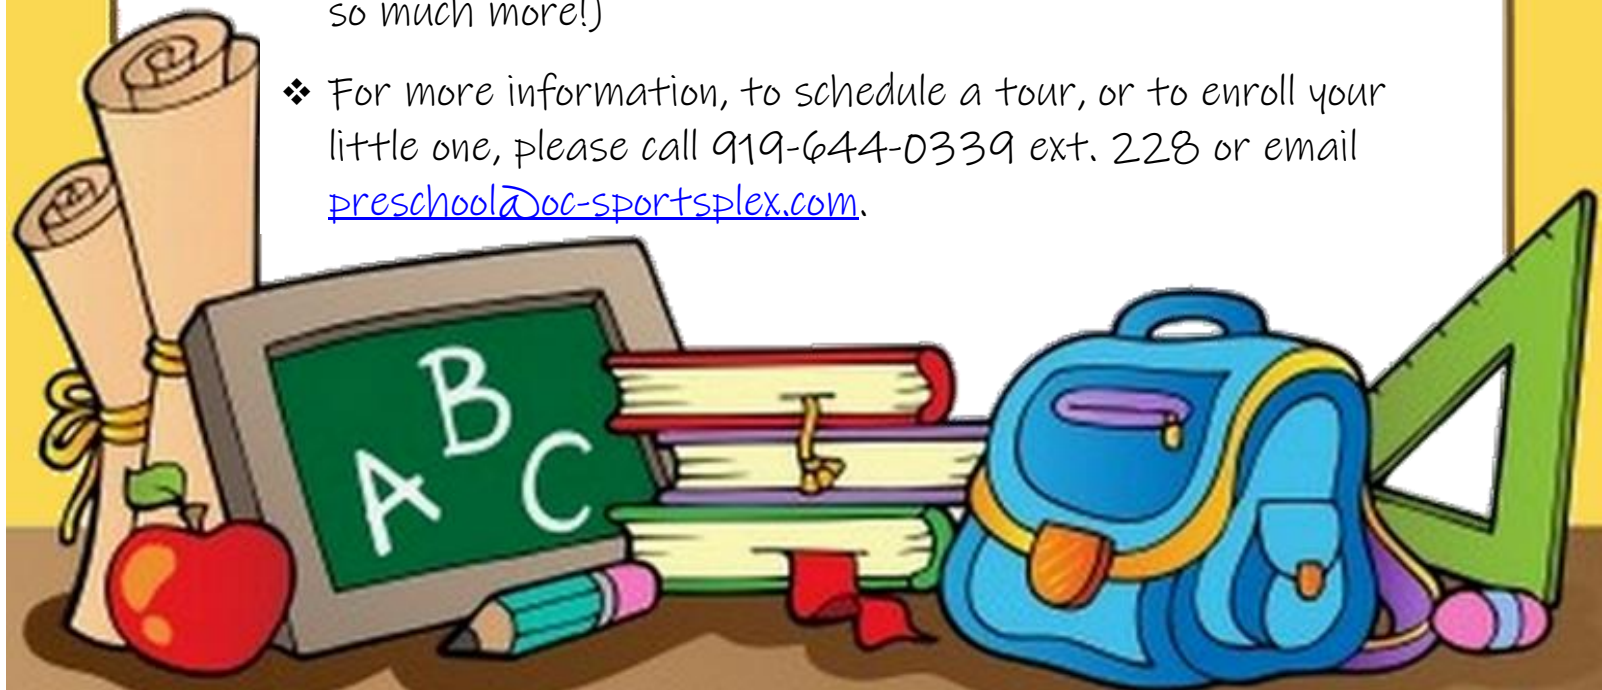 so much more!)
❖ For more information, to schedule a tour, or to enroll your
little one, please call 919-644-0339 ext. 228 or email
preschool@oc-sportsplex.com.
A B C